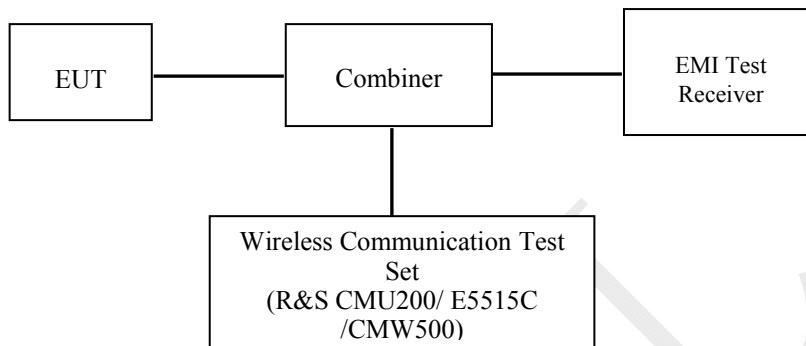 EUT
Combiner
EMI Test
Receiver
Wireless Communication Test
Set
(R&S CMU200/ E5515C
/CMW500)